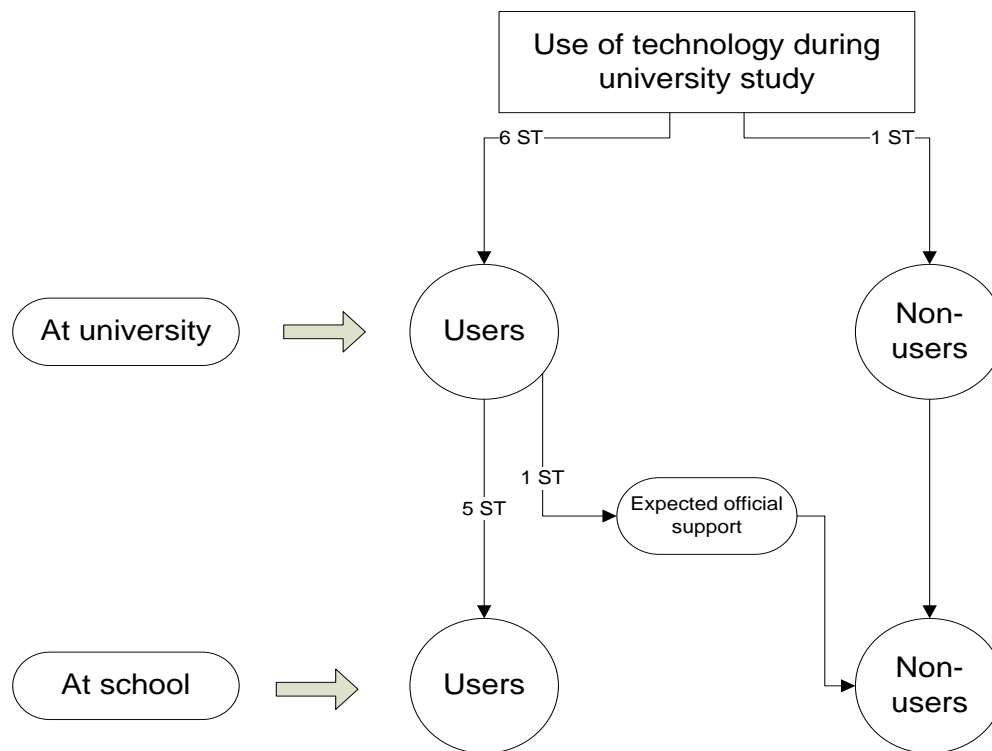 Use of technology during
university study
6 ST
1 ST
At university
Users
Non-
users
1 ST
5 ST
Expected official
support
At school
Users
Non-
users